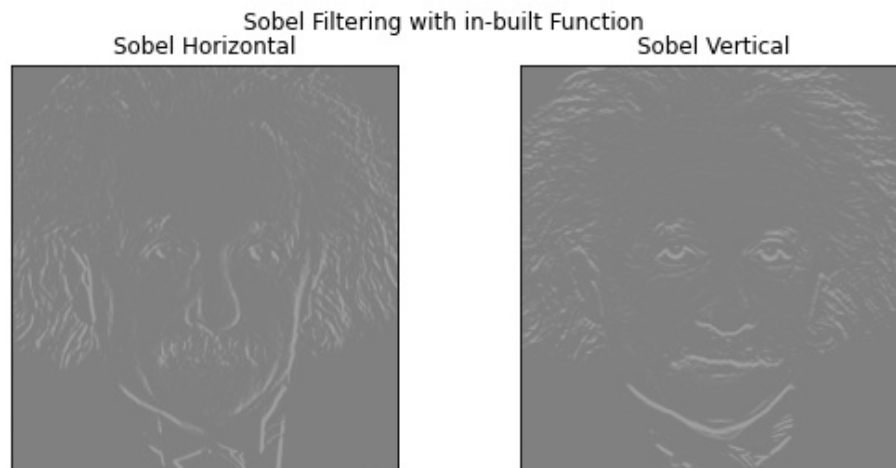 Sobel Filtering with in-built Function
Sobel Horizontal
Sobel Vertical